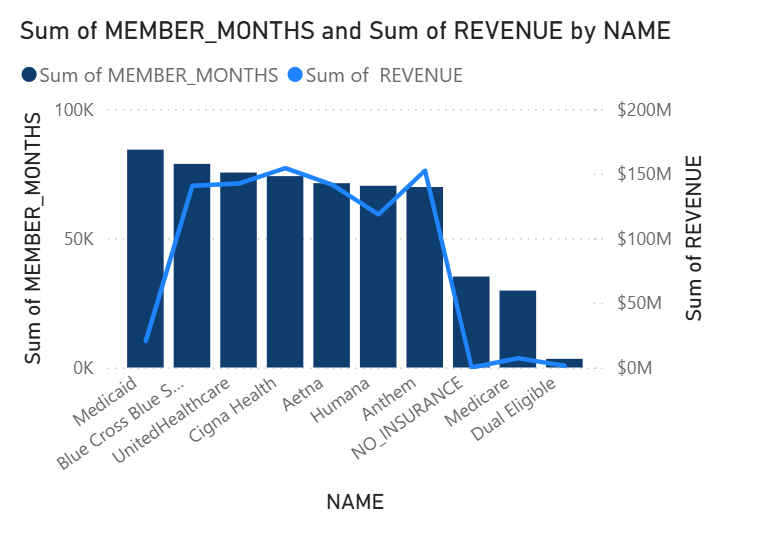 Sum of MEMBER_MONTHS and Sum of REVENUE by NAME
Sum of MEMBER_MONTHS Sum of  REVENUE
Sum of MEMBER_MONTHS
100K
50K
0K
$200M
$150M
$100M
$50M
$0M
Sum of REVENUE
Medicaid
Blue Cross Blue S...
UnitedHealthcare
Cigna Health
Aetna
Humana
Anthem
NO_INSURANCE
Medicare
Dual Eligible
NAME